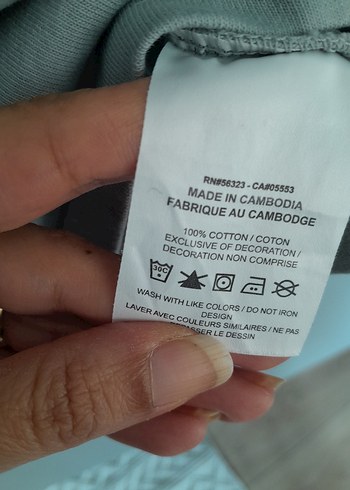 RN#56323 - CA#05553
MADE IN CAMBODIA
FABRIQUE AU CAMBODGE
100% COTTON / COTON
EXCLUSIVE OF DECORATION /
DECORATION NON COMPRISE
30C
WASH WITH LIKE COLORS / DO NOT IRON
DESIGN
LAVER AVEC COULEURS SIMILAIRES / NE PAS
LE DESSIN